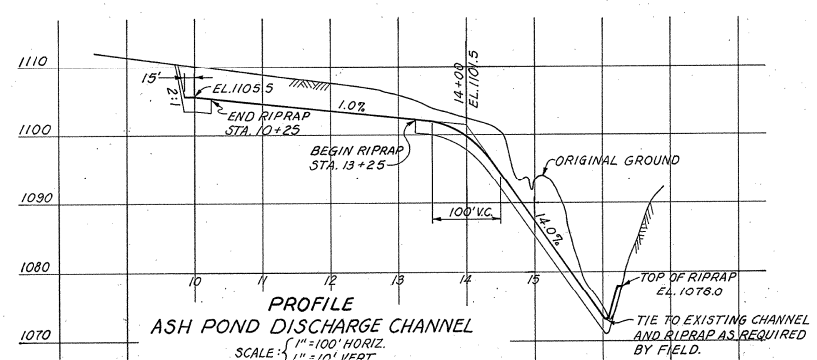 1110
15'
2:1
EL.1105.5
END RIPRAP
STA. 10+25
1.0%
14+00
EL.1101.5
1100
BEGIN RIPRAP
STA. 13+25
ORIGINAL GROUND
1090
100' V.C.
14.0%
1080
10
11
12
13
14
15
TOP OF RIPRAP
EL. 1078.0
PROFILE
ASH POND DISCHARGE CHANNEL
SCALE: 1"=100' HORIZ.
1"=10' VERT.
TIE TO EXISTING CHANNEL
AND RIPRAP AS REQUIRED
BY FIELD.
1070